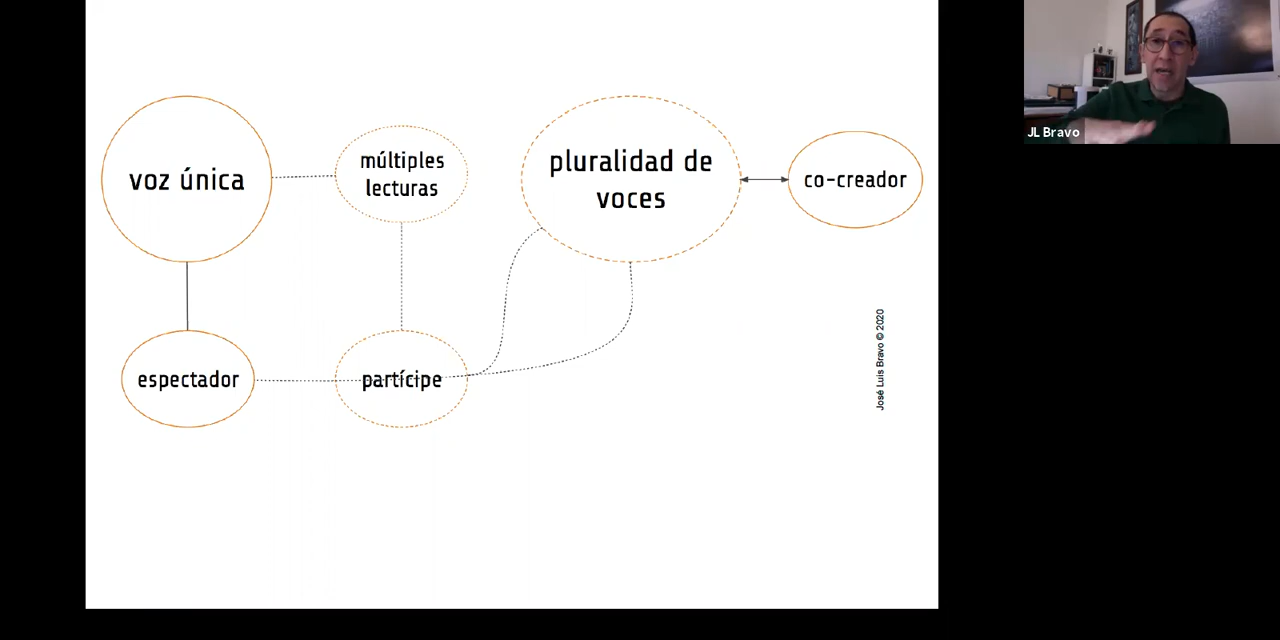 voz única
múltiples
lecturas
pluralidad de
voces
co-creador
espectador
partícipe
José Luis Bravo © 2020
JL Bravo